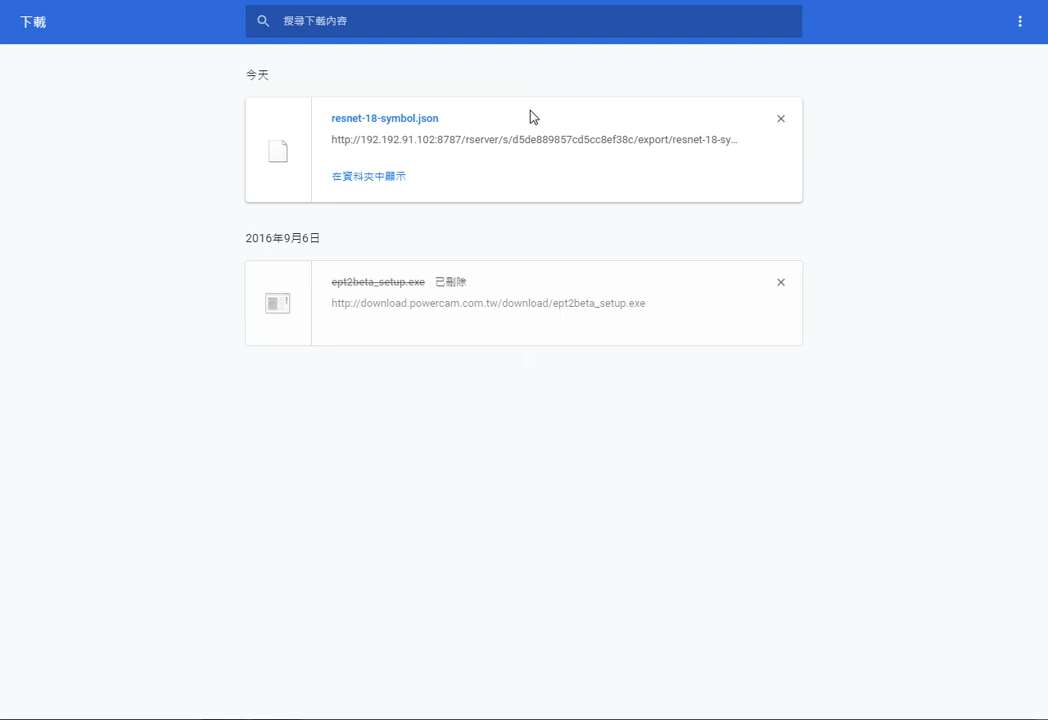 下載
搜尋下載內容
今天
resnet-18-symbol.json
http://192.192.91.102:8787/rserver/s/d5de889857cd5cc8ef38c/export/resnet-18-sy...
在資料夾中顯示
2016年9月6日
ept2beta_setup.exe 已刪除
http://download.powercam.com.tw/download/ept2beta_setup.exe